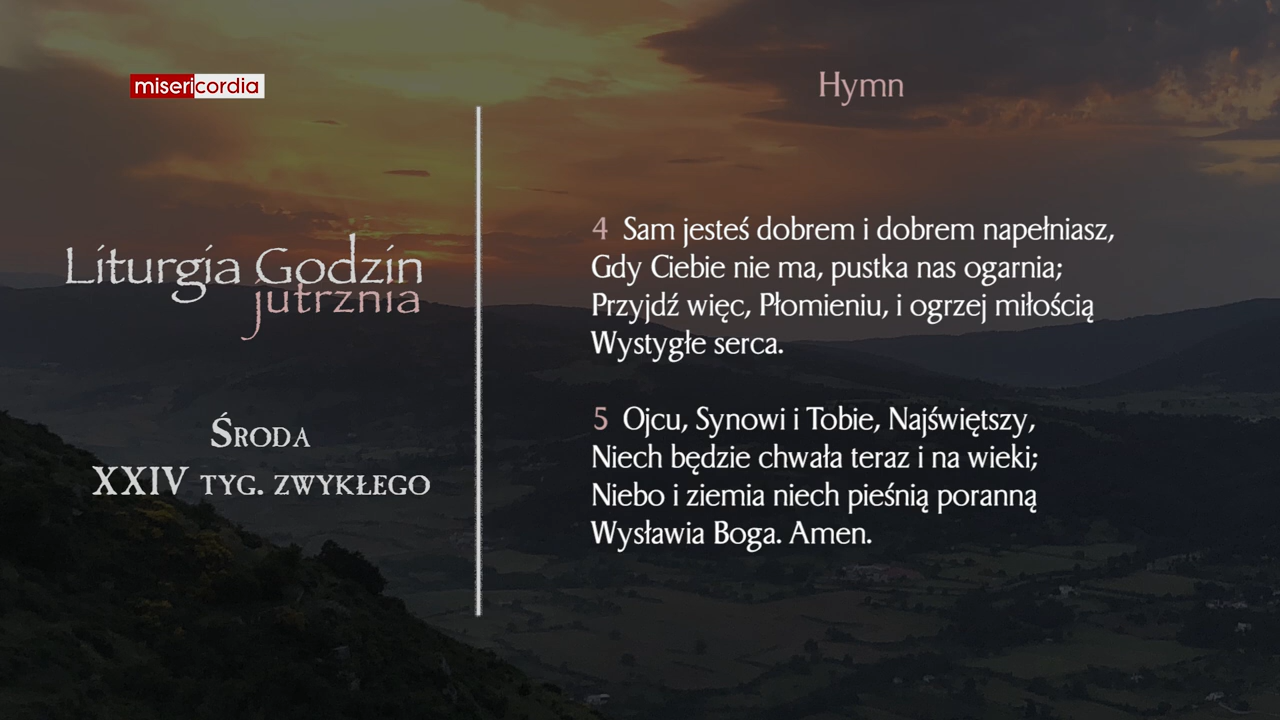 misericordia
Liturgia Godzin
jutrznia
Środa
XXIV tyg. zwykłego
Hymn
4 Sam jesteś dobrem i dobrem napełniasz,
Gdy Ciebie nie ma, pustka nas ogarnia;
Przyjdź więc, Płomieniu, i ogrzej miłością
Wystygłe serca.
5 Ojcu, Synowi i Tobie, Najświętszy,
Niech będzie chwała teraz i na wieki;
Niebo i ziemia niech pieśnią poranną
Wysławia Boga. Amen.